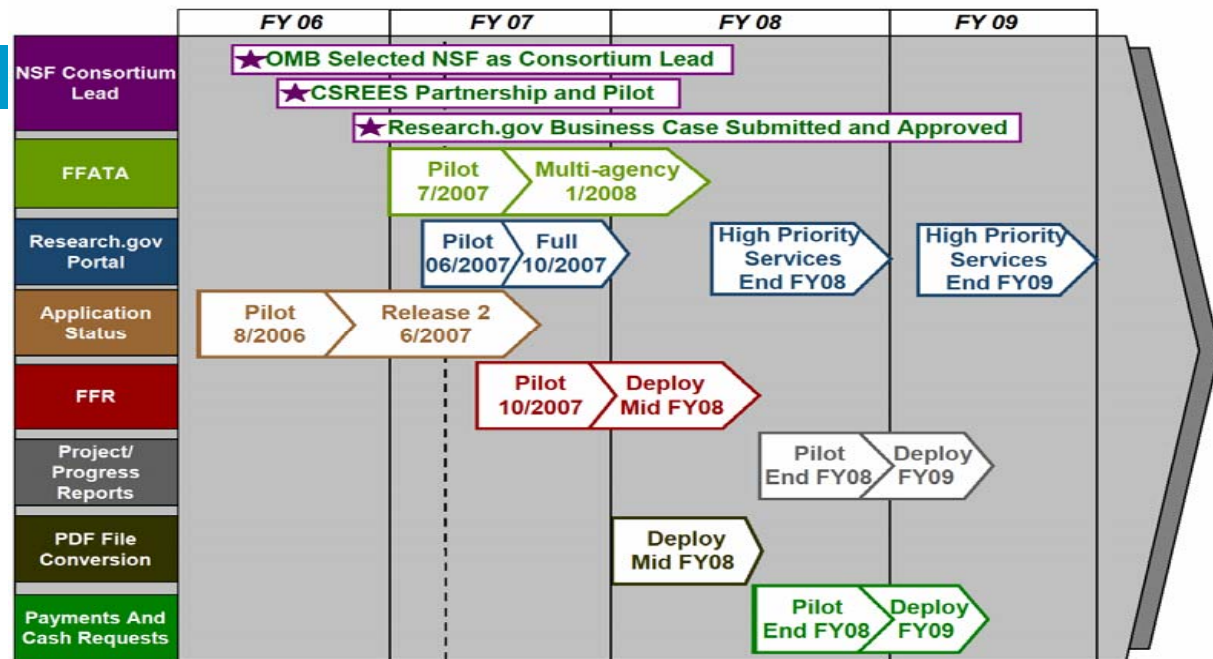 FY 06
FY 07
FY 08
FY 09
NSF Consortium
Lead
OMB Selected NSF as Consortium Lead
CSREES Partnership and Pilot
Research.gov Business Case Submitted and Approved
FFATA
Pilot
7/2007
Multi-agency
1/2008
Research.gov
Portal
Pilot
06/2007
Full
10/2007
High Priority
Services
End FY08
High Priority
Services
End FY09
Application
Status
Pilot
8/2006
Release 2
6/2007
FFR
Pilot
10/2007
Deploy
Mid FY08
Project/
Progress
Reports
Pilot
End FY08
Deploy
FY09
PDF File
Conversion
Deploy
Mid FY08
Payments And
Cash Requests
Pilot
End FY08
Deploy
FY09